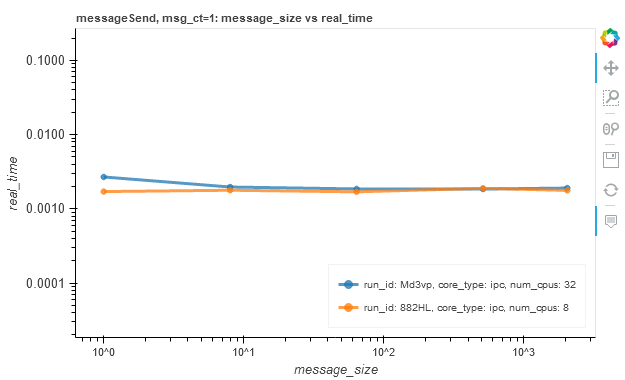 messageSend, msg_ct=1: message_size vs real_time
0.1000
0.0100
0.0010
0.0001
real_time
run_id: Md3vp, core_type: ipc, num_cpus: 32
run_id: 882HL, core_type: ipc, num_cpus: 8
10^0
10^1
10^2
10^3
message_size